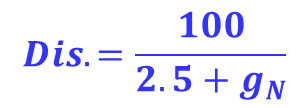 Dis. = 100 / (2.5 + g_N)